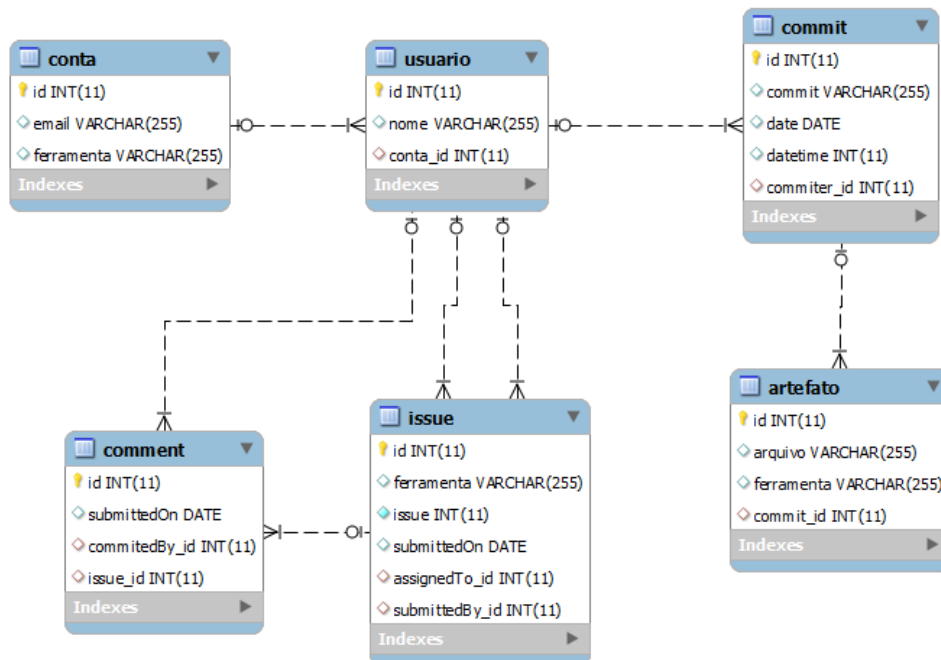 conta
id INT(11)
email VARCHAR(255)
ferramenta VARCHAR(255)
Indexes
usuario
id INT(11)
nome VARCHAR(255)
conta_id INT(11)
Indexes
commit
id INT(11)
commit VARCHAR(255)
date DATE
datetime INT(11)
commiter_id INT(11)
Indexes
comment
id INT(11)
submittedOn DATE
commitedBy_id INT(11)
issue_id INT(11)
Indexes
issue
id INT(11)
ferramenta VARCHAR(255)
issue INT(11)
submittedOn DATE
assignedTo_id INT(11)
submittedBy_id INT(11)
Indexes
artefato
id INT(11)
arquivo VARCHAR(255)
ferramenta VARCHAR(255)
commit_id INT(11)
Indexes